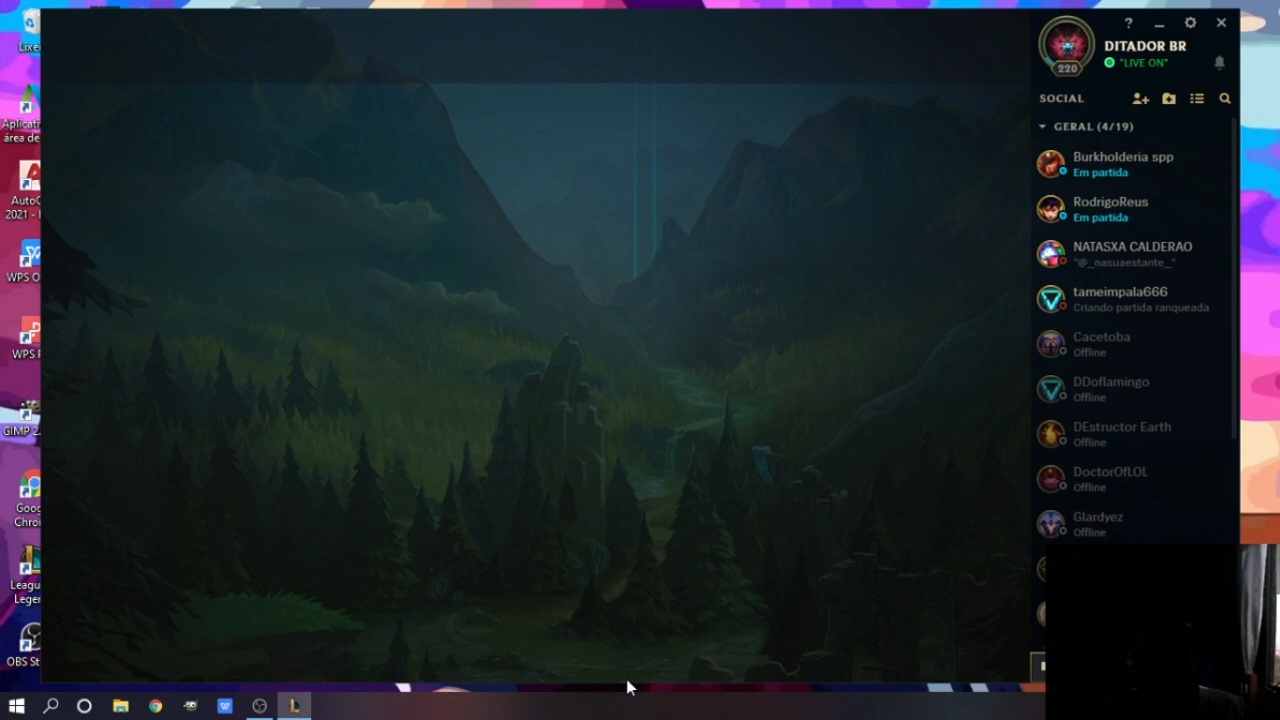 Lixe
Aplicati
área de
AutoC
2021 -
WPS O
WPS P
GIMP 2.
Goog
Chro
Leagu
Legen
OBS St
?
DITADOR BR
220
"LIVE ON"
SOCIAL
GERAL (4/19)
Burkholderia spp
Em partida
RodrigoReus
Em partida
NATASXA CALDERAO
"@_nasuaestante_"
tameimpala666
Criando partida ranqueada
Cacetoba
Offline
DDoflamingo
Offline
DEstructor Earth
Offline
DoctorOfLOL
Offline
Glardyez
Offline